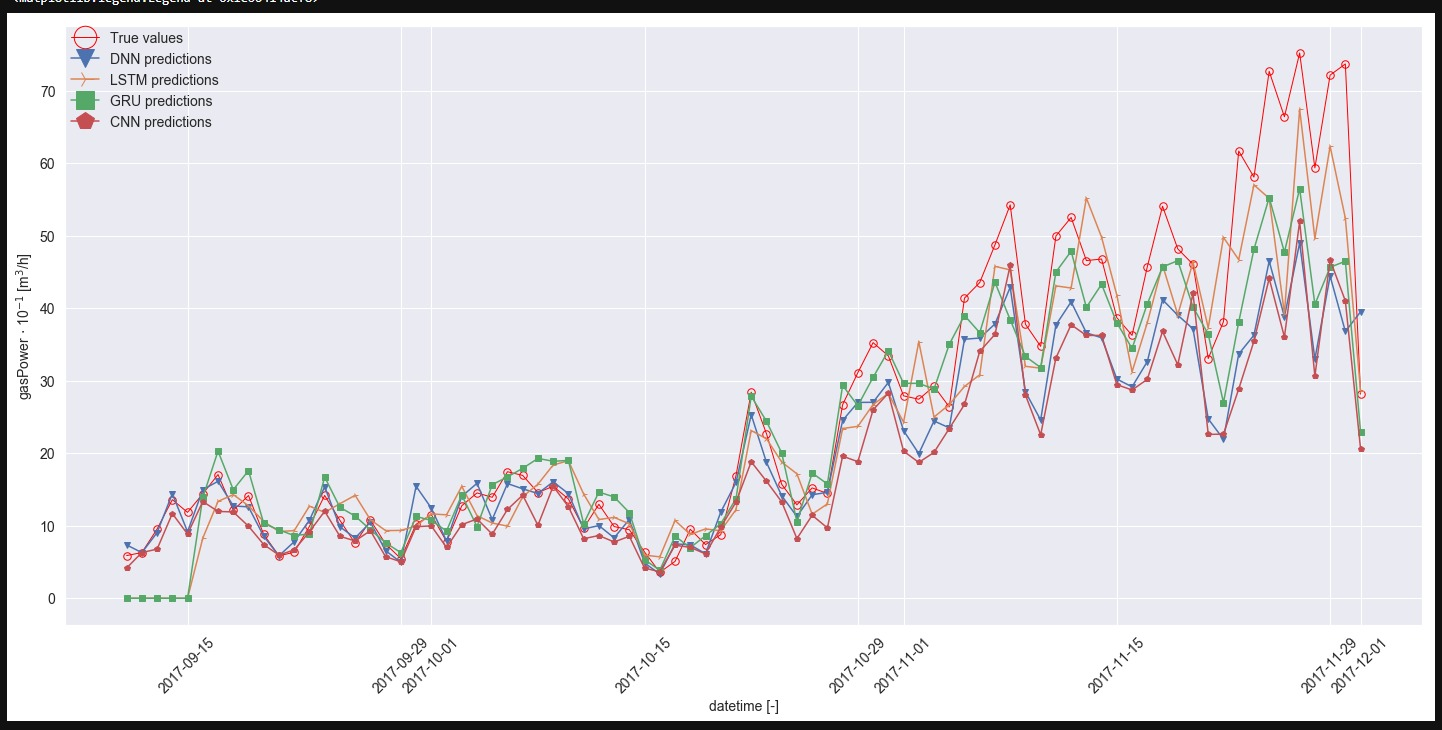 True values
DNN predictions
LSTM predictions
GRU predictions
CNN predictions
70
60
50
40
30
20
10
0
gasPower · 10⁻¹ [m³/h]
2017-09-15
2017-09-29
2017-10-01
2017-10-15
2017-10-29
2017-11-01
2017-11-15
2017-11-29
2017-12-01
datetime [-]